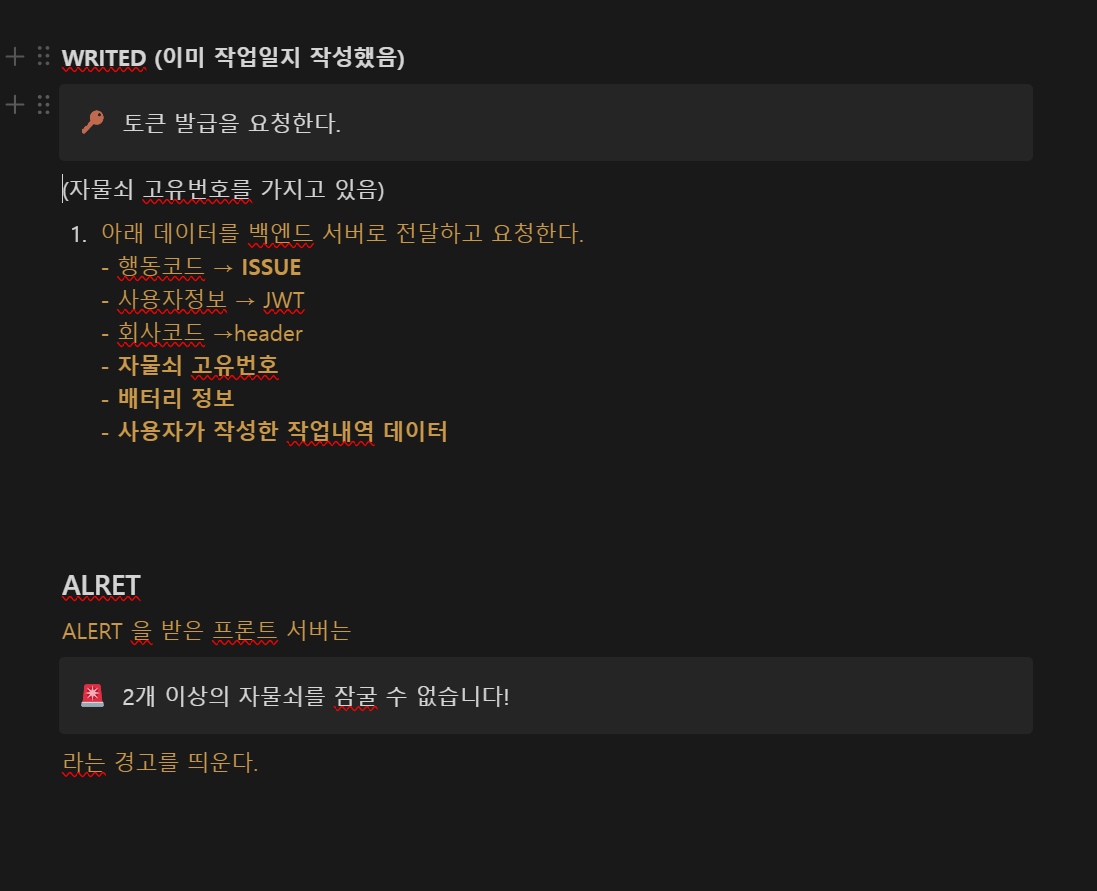 WRITED (이미 작업일지 작성했음)
토큰 발급을 요청한다.
(자물쇠 고유번호를 가지고 있음)
1. 아래 데이터를 백엔드 서버로 전달하고 요청한다.
- 행동코드 → ISSUE
- 사용자정보 → JWT
- 회사코드 →header
- 자물쇠 고유번호
- 배터리 정보
- 사용자가 작성한 작업내역 데이터
ALRET
ALERT 을 받은 프론트 서버는
2개 이상의 자물쇠를 잠굴 수 없습니다!
라는 경고를 띄운다.